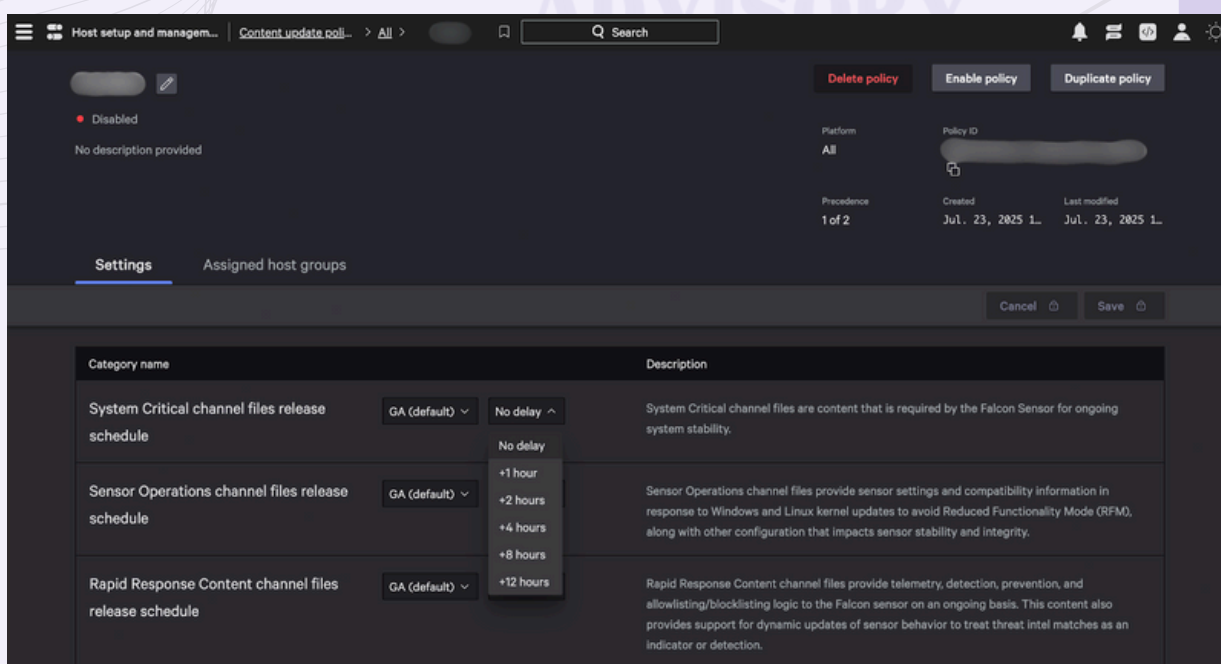 ADVISORY
Host setup and managem... Content update poli... > All >
Search
Delete policy Enable policy Duplicate policy
Disabled
No description provided
Platform Policy ID
All
Precedence Created Last modified
1 of 2 Jul. 23, 2025 1... Jul. 23, 2025 1...
Settings Assigned host groups
Cancel Save
Category name Description
System Critical channel files release
schedule
GA (default) No delay
System Critical channel files are content that is required by the Falcon Sensor for ongoing
system stability.
No delay
+1 hour
+2 hours
+4 hours
+8 hours
+12 hours
Sensor Operations channel files release
schedule
GA (default)
Sensor Operations channel files provide sensor settings and compatibility information in
response to Windows and Linux kernel updates to avoid Reduced Functionality Mode (RFM),
along with other configuration that impacts sensor stability and integrity.
Rapid Response Content channel files
release schedule
GA (default)
Rapid Response Content channel files provide telemetry, detection, prevention, and
allowlisting/blocklisting logic to the Falcon sensor on an ongoing basis. This content also
provides support for dynamic updates of sensor behavior to treat threat intel matches as an
indicator or detection.